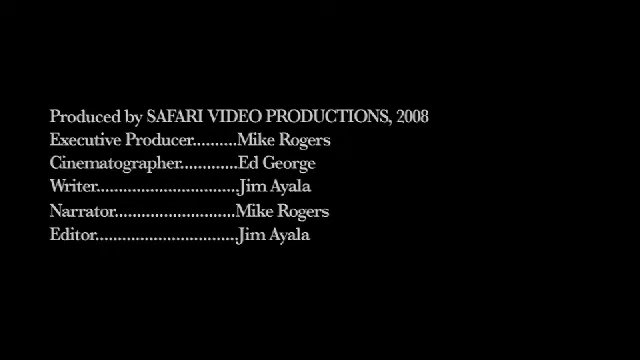 Produced by SAFARI VIDEO PRODUCTIONS, 2008
Executive Producer..........Mike Rogers
Cinematographer.............Ed George
Writer................................Jim Ayala
Narrator...........................Mike Rogers
Editor................................Jim Ayala